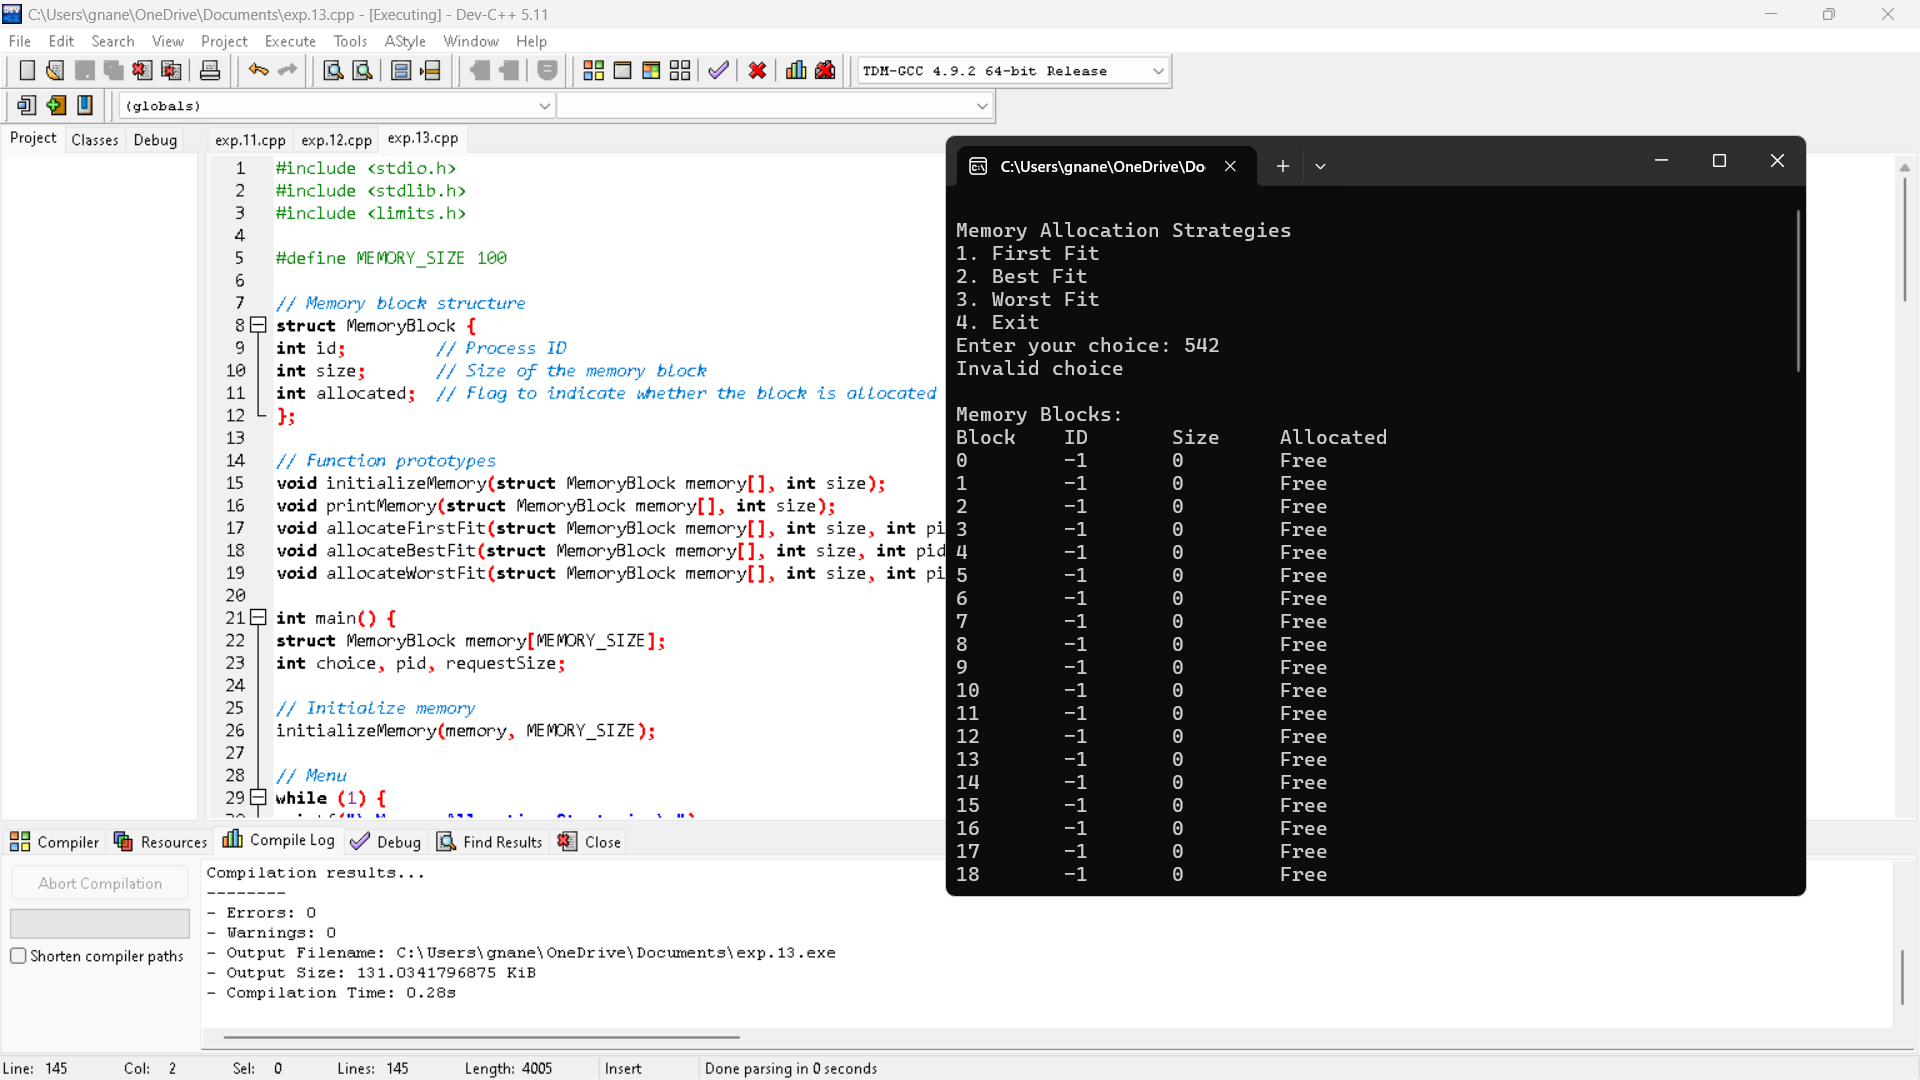 C:\Users\gnane\OneDrive\Documents\exp.13.cpp - [Executing] - Dev-C++ 5.11
File Edit Search View Project Execute Tools AStyle Window Help
TDM-GCC 4.9.2 64-bit Release
(globals)
Project Classes Debug
exp.11.cpp exp.12.cpp exp.13.cpp
1 #include <stdio.h>
2 #include <stdlib.h>
3 #include <limits.h>
4
5 #define MEMORY_SIZE 100
6
7 // Memory block structure
8 struct MemoryBlock {
9 int id; // Process ID
10 int size; // Size of the memory block
11 int allocated; // Flag to indicate whether the block is allocated
12 };
13
14 // Function prototypes
15 void initializeMemory(struct MemoryBlock memory[], int size);
16 void printMemory(struct MemoryBlock memory[], int size);
17 void allocateFirstFit(struct MemoryBlock memory[], int size, int pi
18 void allocateBestFit(struct MemoryBlock memory[], int size, int pid
19 void allocateWorstFit(struct MemoryBlock memory[], int size, int pi
20
21 int main() {
22 struct MemoryBlock memory[MEMORY_SIZE];
23 int choice, pid, requestSize;
24
25 // Initialize memory
26 initializeMemory(memory, MEMORY_SIZE);
27
28 // Menu
29 while (1) {
C:\Users\gnane\OneDrive\Do
Memory Allocation Strategies
1. First Fit
2. Best Fit
3. Worst Fit
4. Exit
Enter your choice: 542
Invalid choice
Memory Blocks:
Block ID Size Allocated
0 -1 0 Free
1 -1 0 Free
2 -1 0 Free
3 -1 0 Free
4 -1 0 Free
5 -1 0 Free
6 -1 0 Free
7 -1 0 Free
8 -1 0 Free
9 -1 0 Free
10 -1 0 Free
11 -1 0 Free
12 -1 0 Free
13 -1 0 Free
14 -1 0 Free
15 -1 0 Free
16 -1 0 Free
17 -1 0 Free
18 -1 0 Free
Compiler Resources Compile Log Debug Find Results Close
Abort Compilation
Shorten compiler paths
Compilation results...
--------
- Errors: 0
- Warnings: 0
- Output Filename: C:\Users\gnane\OneDrive\Documents\exp.13.exe
- Output Size: 131.0341796875 KiB
- Compilation Time: 0.28s
Line: 145 Col: 2 Sel: 0 Lines: 145 Length: 4005 Insert Done parsing in 0 seconds